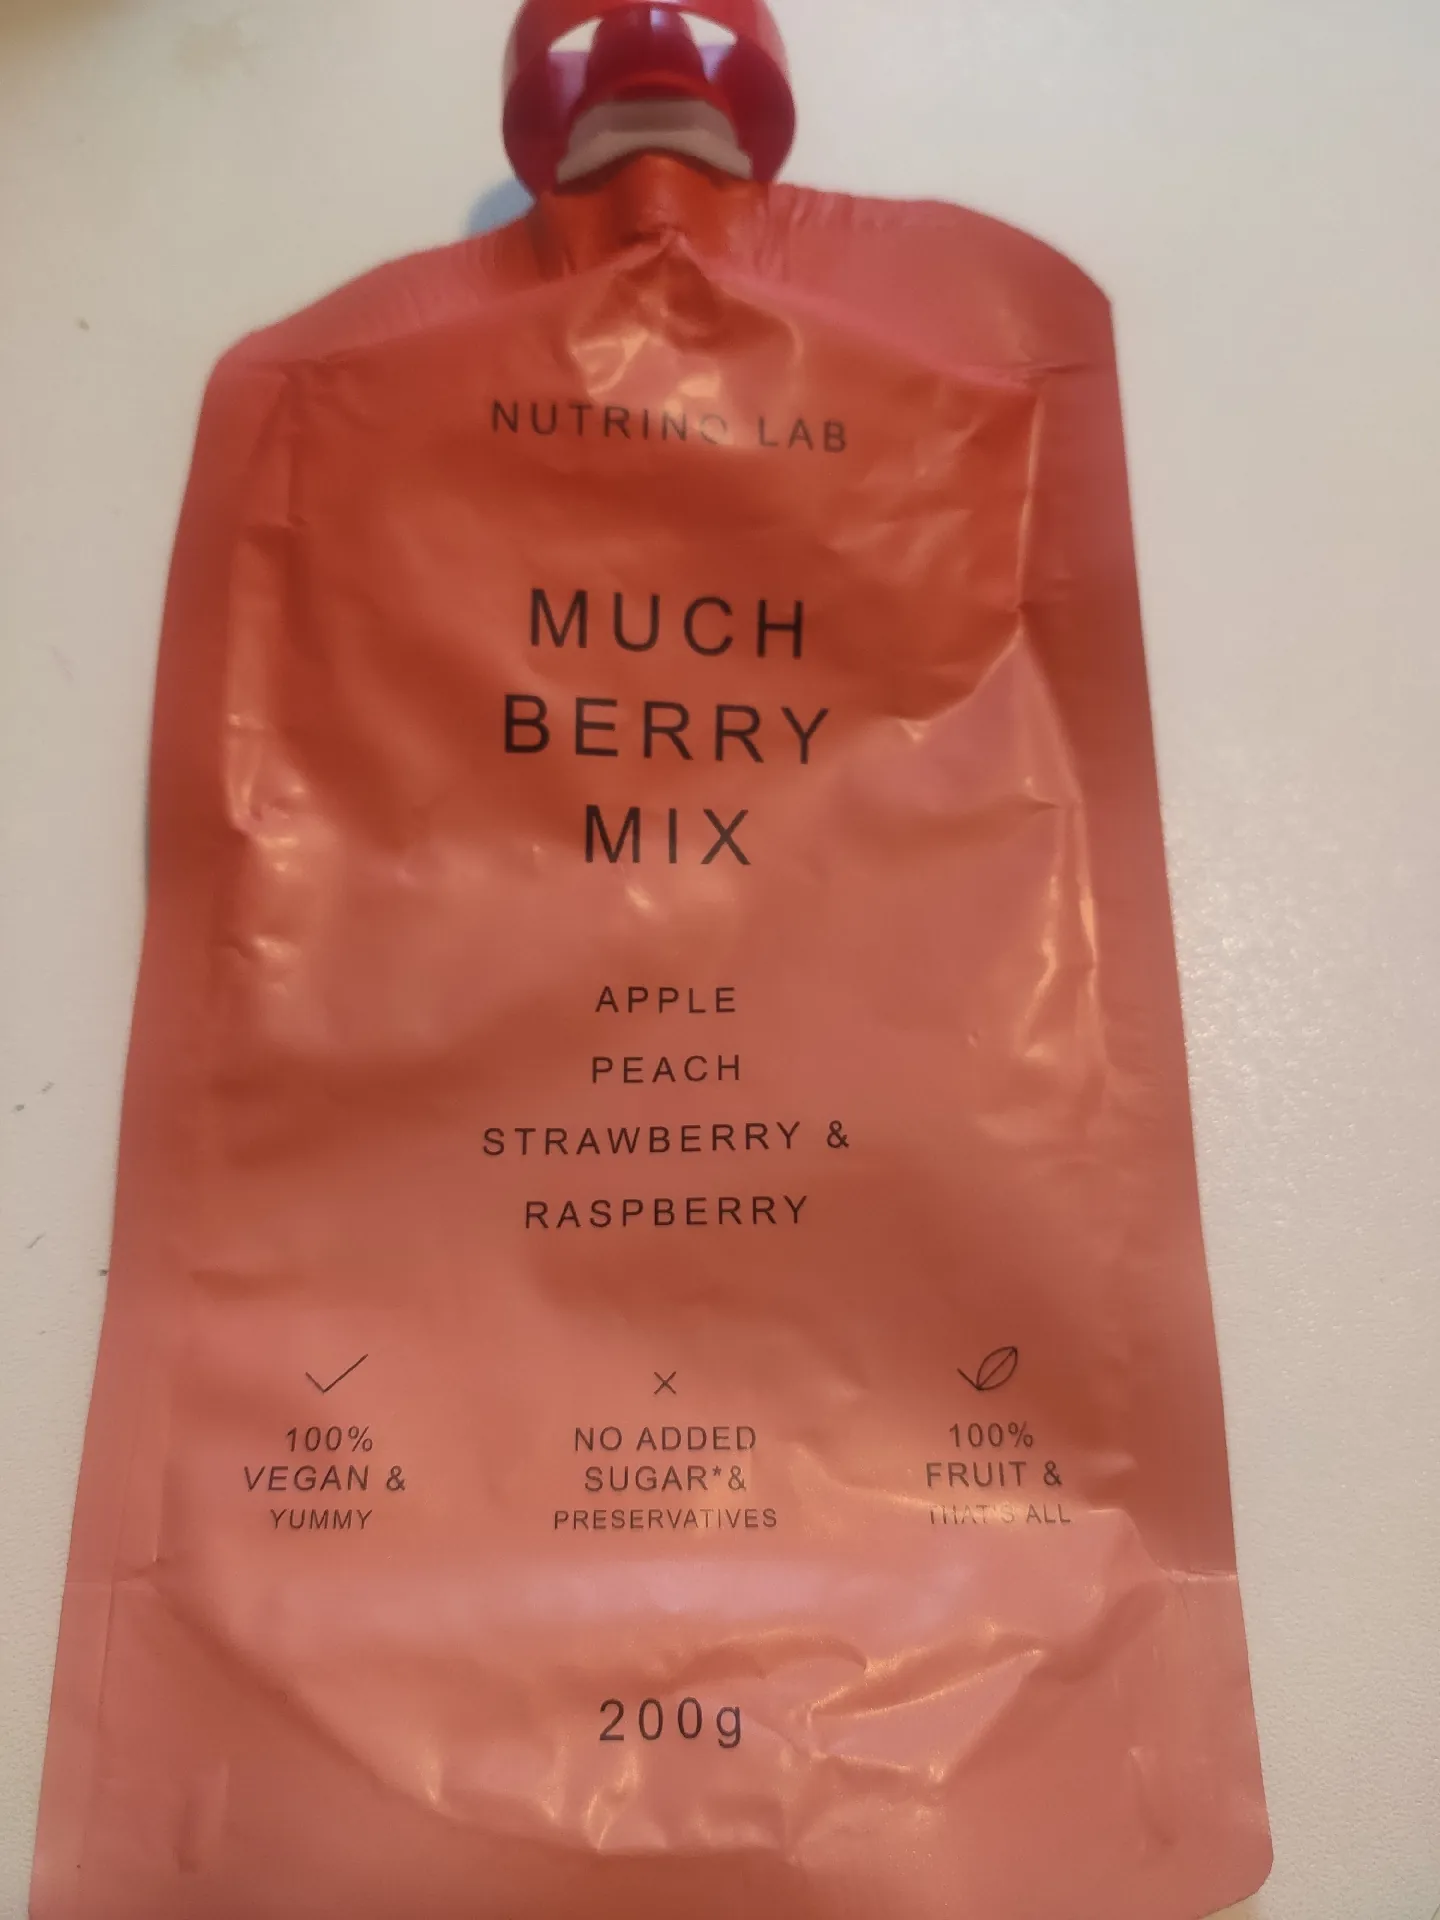 NUTRINO LAB
MUCH
BERRY
MIX
APPLE
PEACH
STRAWBERRY &
RASPBERRY
100%
VEGAN &
YUMMY
NO ADDED
SUGAR* &
PRESERVATIVES
100%
FRUIT &
THAT'S ALL
200g